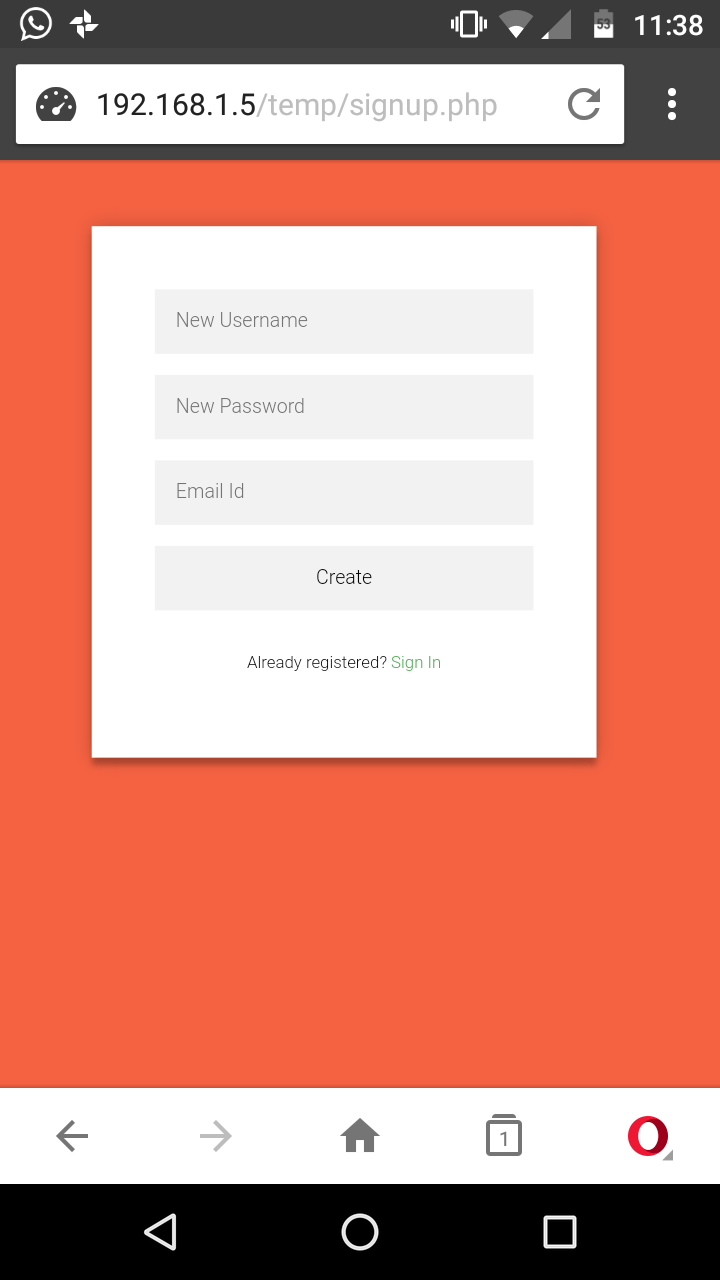 53 11:38
192.168.1.5/temp/signup.php
New Username
New Password
Email Id
Create
Already registered? Sign In
1